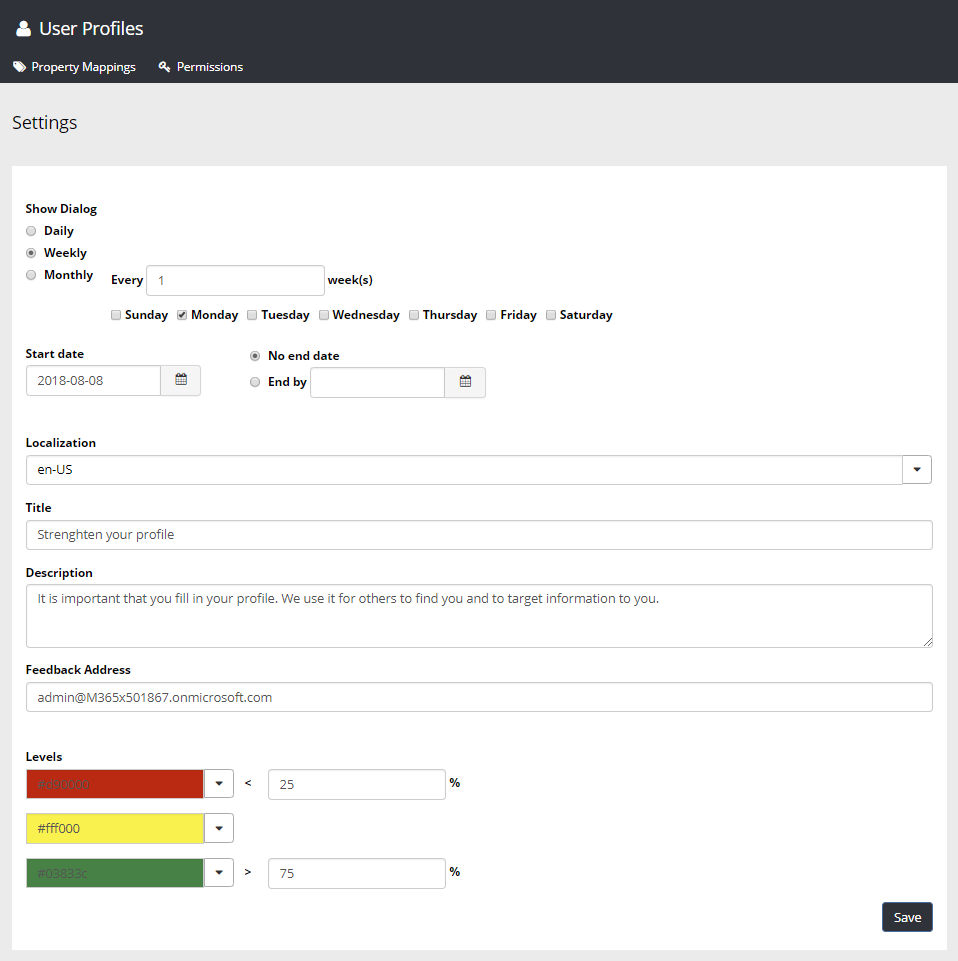 User Profiles
Property Mappings Permissions
Settings
Show Dialog
Daily
Weekly
Monthly
Every 1 week(s)
Sunday Monday Tuesday Wednesday Thursday Friday Saturday
Start date
No end date
2018-08-08
End by
Localization
en-US
Title
Strenghten your profile
Description
It is important that you fill in your profile. We use it for others to find you and to target information to you.
Feedback Address
admin@M365x501867.onmicrosoft.com
Levels
< 25 %
#fff000
#03833c > 75 %
Save